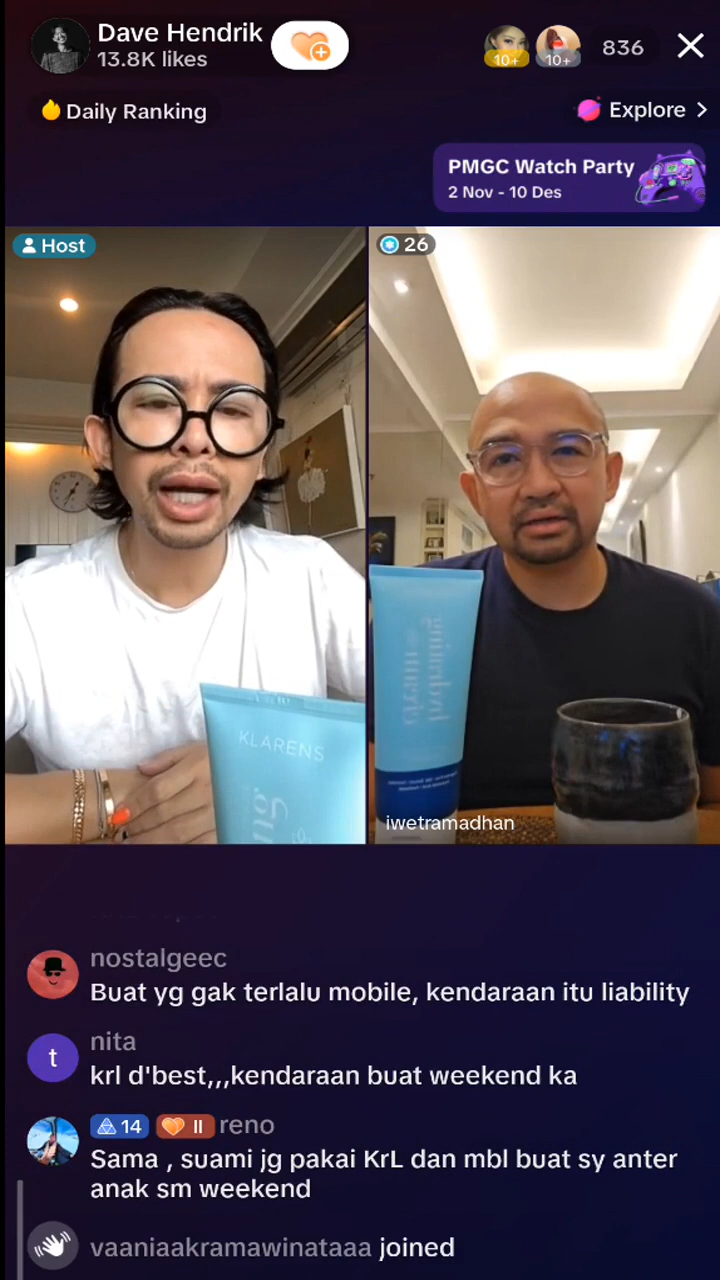 Dave Hendrik
13.8K likes
10+
10+
836
Daily Ranking
Explore
PMGC Watch Party
2 Nov - 10 Des
Host
26
KLARENS
iwetramadhan
nostalgeec
Buat yg gak terlalu mobile, kendaraan itu liability
nita
t
krl d'best,,,kendaraan buat weekend ka
14
II
reno
Sama , suami jg pakai KrL dan mbl buat sy anter
anak sm weekend
vaaniaakramawinataaa joined